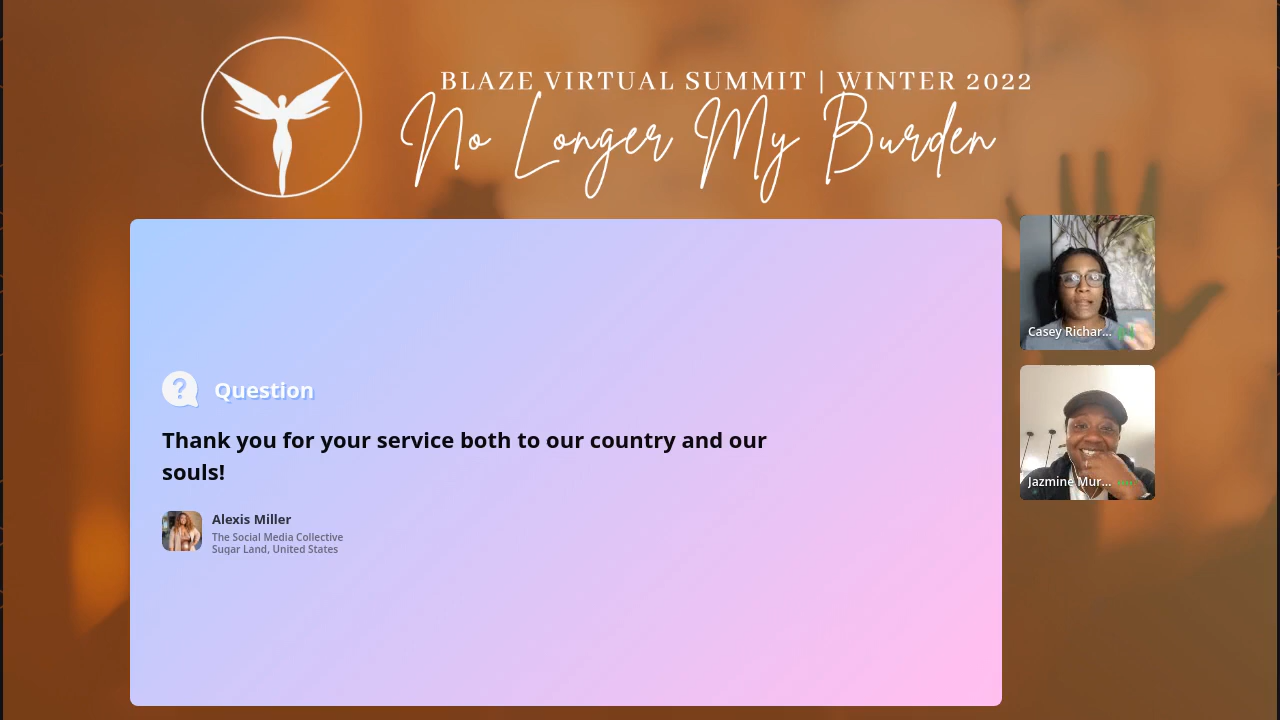 BLAZE VIRTUAL SUMMIT | WINTER 2022
No Longer My Burden
Question
Thank you for your service both to our country and our
souls!
Alexis Miller
The Social Media Collective
Sugar Land, United States
Casey Richar...
Jazmine Mur...